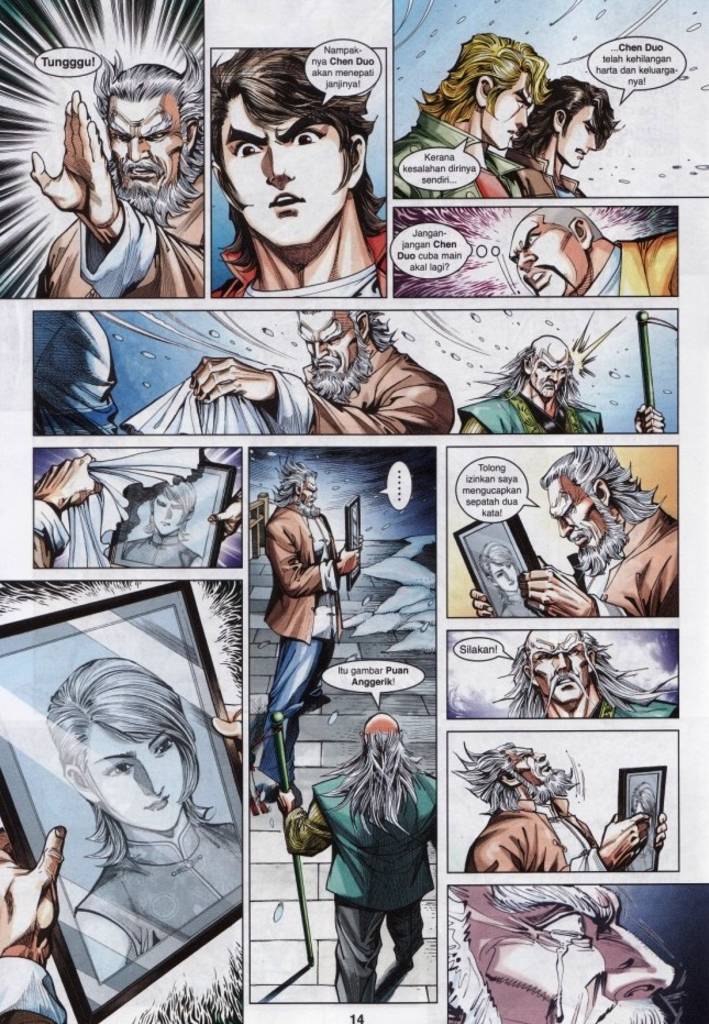 Tungggu!
Nampak-
nya Chen Duo
akan menepati
janjinya!
Kerana
kesalahan dirinya
sendiri...
...Chen Duo
telah kehilangan
harta dan keluarga-
nya!
Jangan-
jangan Chen
Duo cuba main
akal lagi?
......
Tolong
izinkan saya
mengucapkan
sepatah dua
kata!
Itu gambar Puan
Anggerik!
Silakan!
14